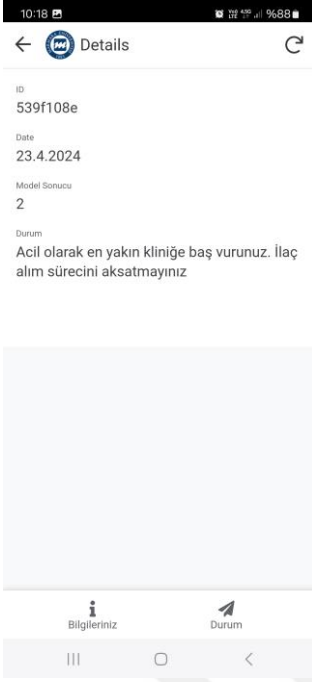 10:18 %88
Details
ID
539f108e
Date
23.4.2024
Model Sonucu
2
Durum
Acil olarak en yakın kliniğe baş vurunuz. İlaç
alım sürecini aksatmayınız
Bilgileriniz Durum